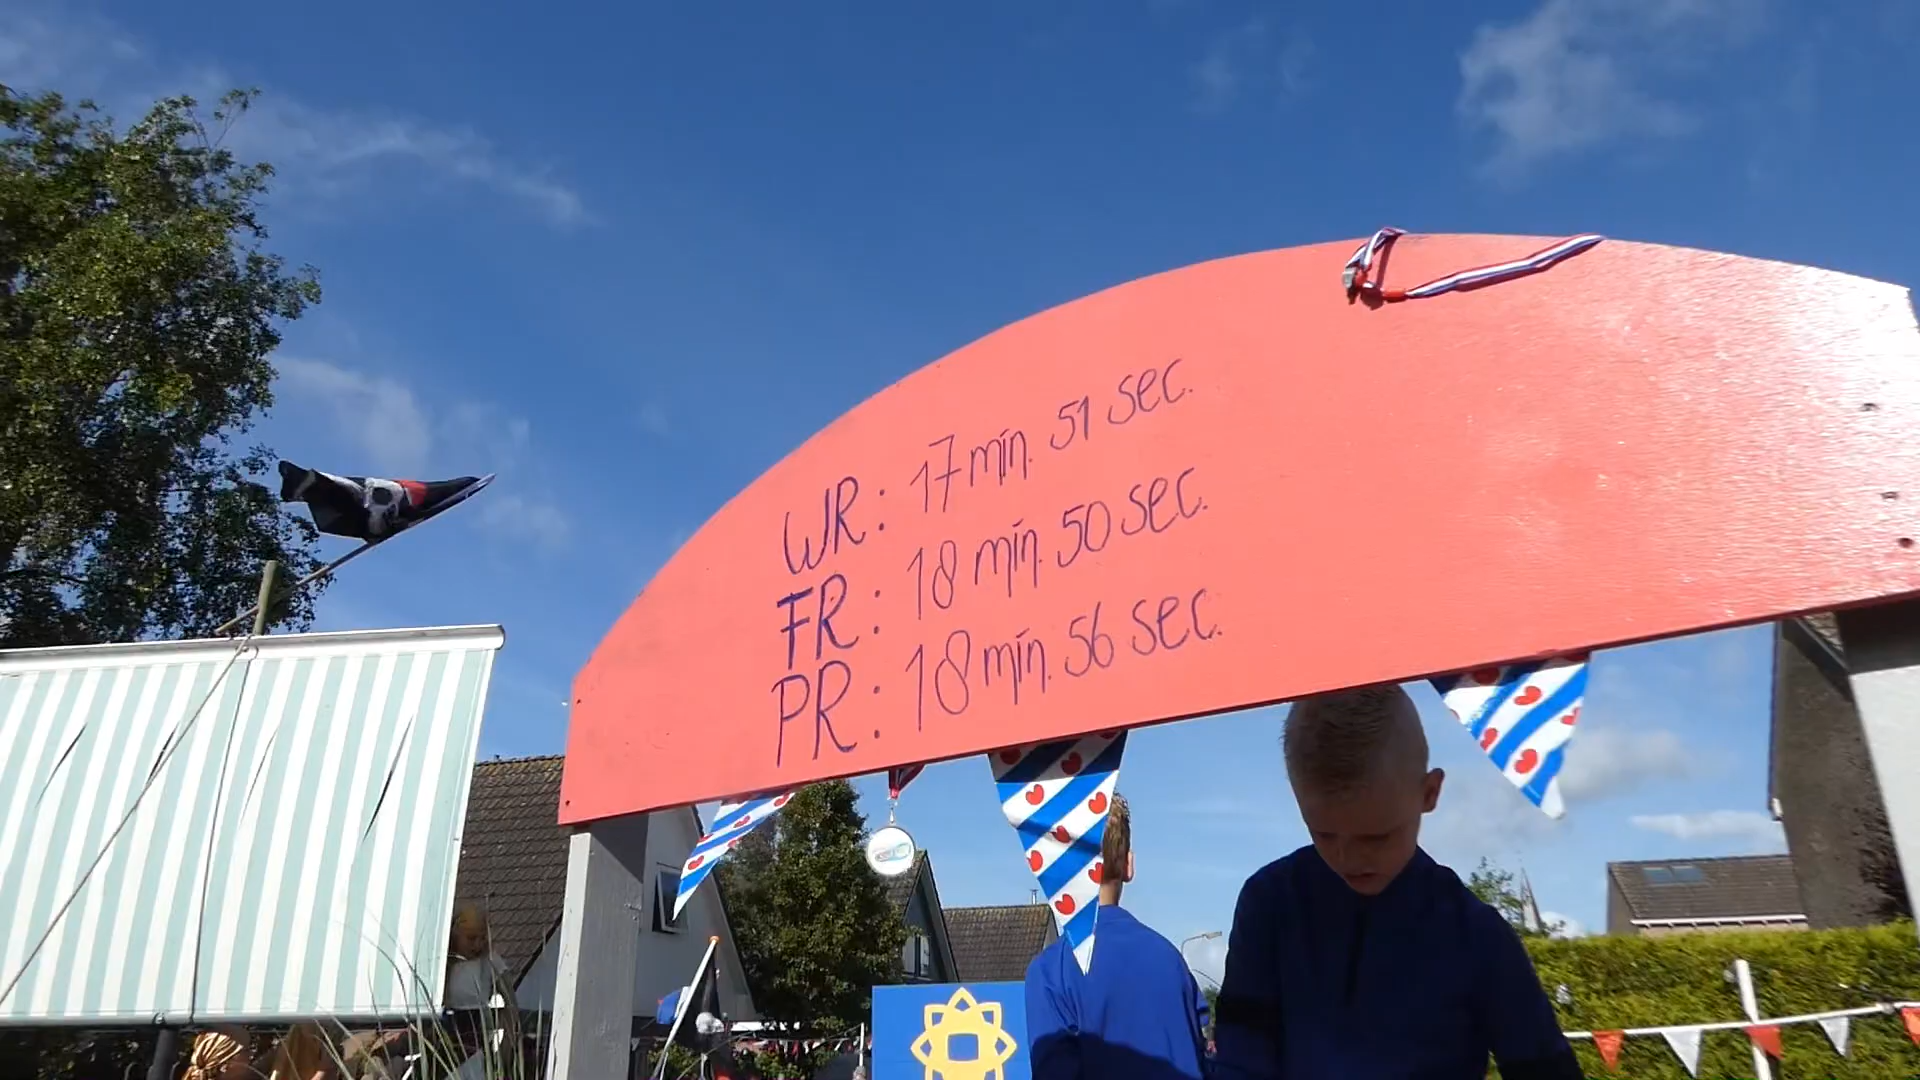 WR: 17 min. 51 sec.
FR: 18 min. 50 sec.
PR: 18 min. 56 sec.